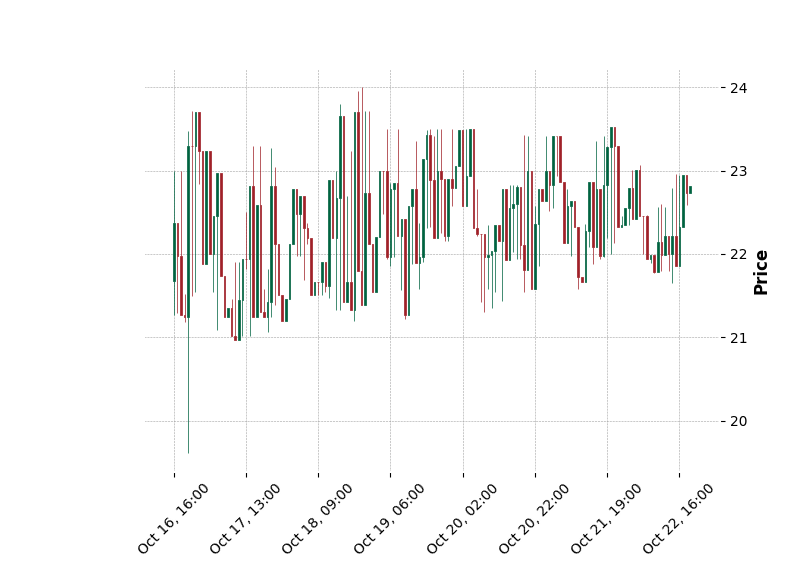 24
23
22
21
20
Price
Oct 16, 16:00
Oct 17, 13:00
Oct 18, 09:00
Oct 19, 06:00
Oct 20, 02:00
Oct 20, 22:00
Oct 21, 19:00
Oct 22, 16:00